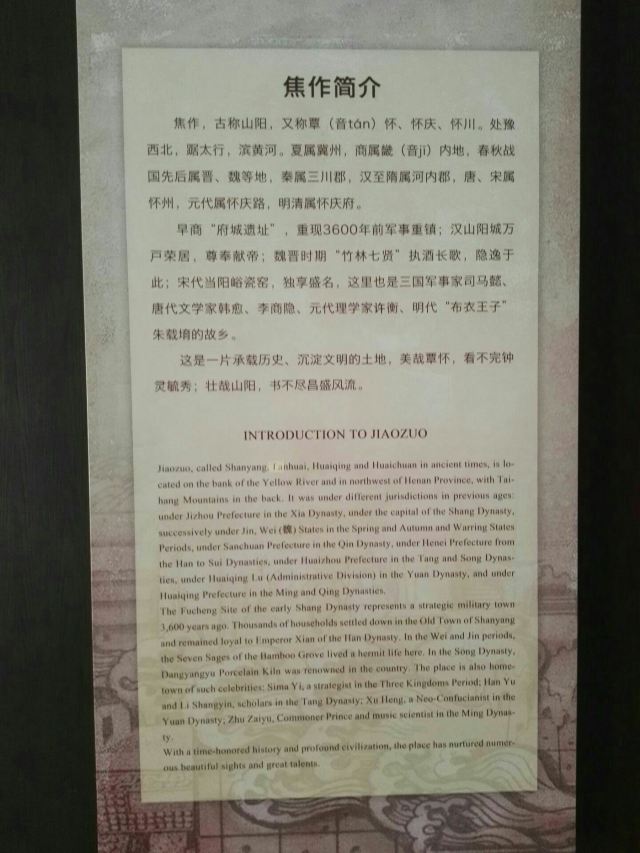 焦作简介
焦作，古称山阳，又称覃（音tán）怀、怀庆、怀川。处豫
西北，踞太行，滨黄河。夏属冀州，商属畿（音jī）内地，春秋战
国先后属晋、魏等地，秦属三川郡，汉至隋属河内郡，唐、宋属
怀州，元代属怀庆路，明清属怀庆府。
早商“府城遗址”，重现3600年前军事重镇；汉山阳城万
戸荣居，尊奉献帝；魏晋时期“竹林七贤”执酒长歌，隐逸于
此；宋代当阳峪瓷窑，独享盛名，这里也是三国军事家司马懿、
唐代文学家韩愈、李商隐、元代理学家许衡、明代“布衣王子”
朱载堉的故乡。
这是一片承载历史、沉淀文明的土地，美哉覃怀，看不完钟
灵毓秀；壮哉山阳，书不尽昌盛风流。
INTRODUCTION TO JIAOZUO
Jiaozuo, called Shanyang, Tanhuai, Huaiqing and Huaichuan in ancient times, is lo-
cated on the bank of the Yellow River and in northwest of Henan Province, with Tai-
hang Mountains in the back. It was under different jurisdictions in previous ages:
under Jizhou Prefecture in the Xia Dynasty, under the capital of the Shang Dynasty,
successively under Jin, Wei (魏) States in the Spring and Autumn and Warring States
Periods, under Sanchuan Prefecture in the Qin Dynasty, under Henei Prefecture from
the Han to Sui Dynasties, under Huaizhou Prefecture in the Tang and Song Dynas-
ties, under Huaiqing Lu (Administrative Division) in the Yuan Dynasty, and under
Huaiqing Prefecture in the Ming and Qing Dynasties.
The Fucheng Site of the early Shang Dynasty represents a strategic military town
3,600 years ago. Thousands of households settled down in the Old Town of Shanyang
and remained loyal to Emperor Xian of the Han Dynasty. In the Wei and Jin periods,
the Seven Sages of the Bamboo Grove lived a hermit life here. In the Song Dynasty,
Dangyangyu Porcelain Kiln was renowned in the country. The place is also home-
town of such celebrities: Sima Yi, a strategist in the Three Kingdoms Period; Han Yu
and Li Shangyin, scholars in the Tang Dynasty; Xu Heng, a Neo-Confucianist in the
Yuan Dynasty; Zhu Zaiyu, Commoner Prince and music scientist in the Ming Dynas-
ty.
With a time-honored history and profound civilization, the place has nurtured numer-
ous beautiful sights and great talents.